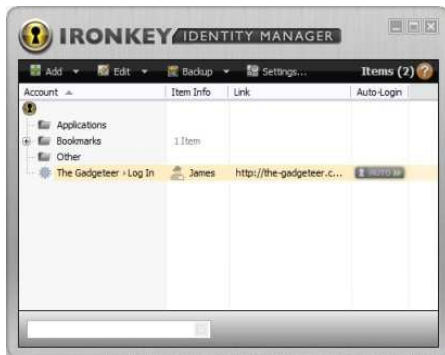 IRONKEY IDENTITY MANAGER
Add Edit Backup Settings... Items (2) ?
Account Item Info Link Auto-Login
Applications
Bookmarks 1 Item
Other
The Gadgeteer › Log In James http://the-gadgeteer.c... AUTO